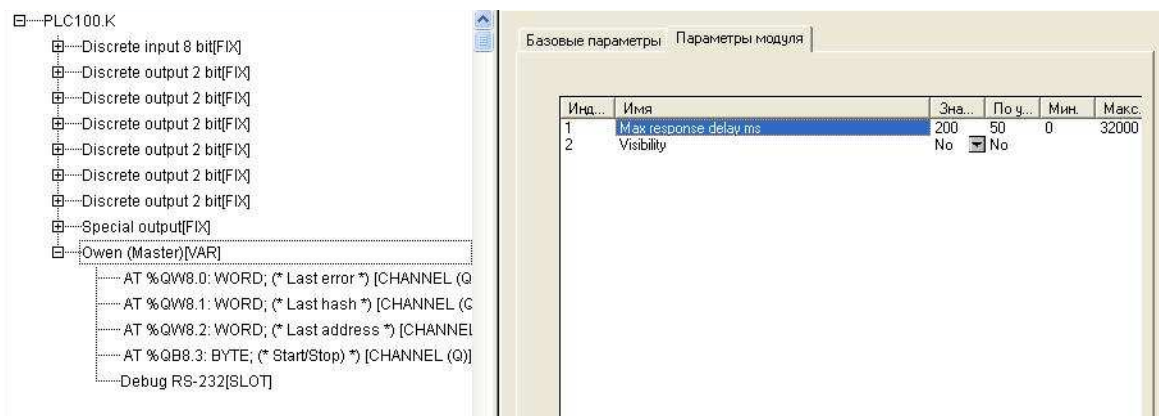 PLC100.K
Discrete input 8 bit[FIX]
Discrete output 2 bit[FIX]
Discrete output 2 bit[FIX]
Discrete output 2 bit[FIX]
Discrete output 2 bit[FIX]
Discrete output 2 bit[FIX]
Discrete output 2 bit[FIX]
Special output[FIX]
Owen (Master)[VAR]
AT %QW8.0: WORD; (* Last error *) [CHANNEL (Q
AT %QW8.1: WORD; (* Last hash *) [CHANNEL (Q
AT %QW8.2: WORD; (* Last address *) [CHANNEL
AT %QB8.3: BYTE; (* Start/Stop) *) [CHANNEL (Q)]
Debug RS-232[SLOT]
Базовые параметры Параметры модуля
Инд... Имя Зна... По у... Мин. Макс.
1 Max response delay ms 200 50 0 32000
2 Visibility No No